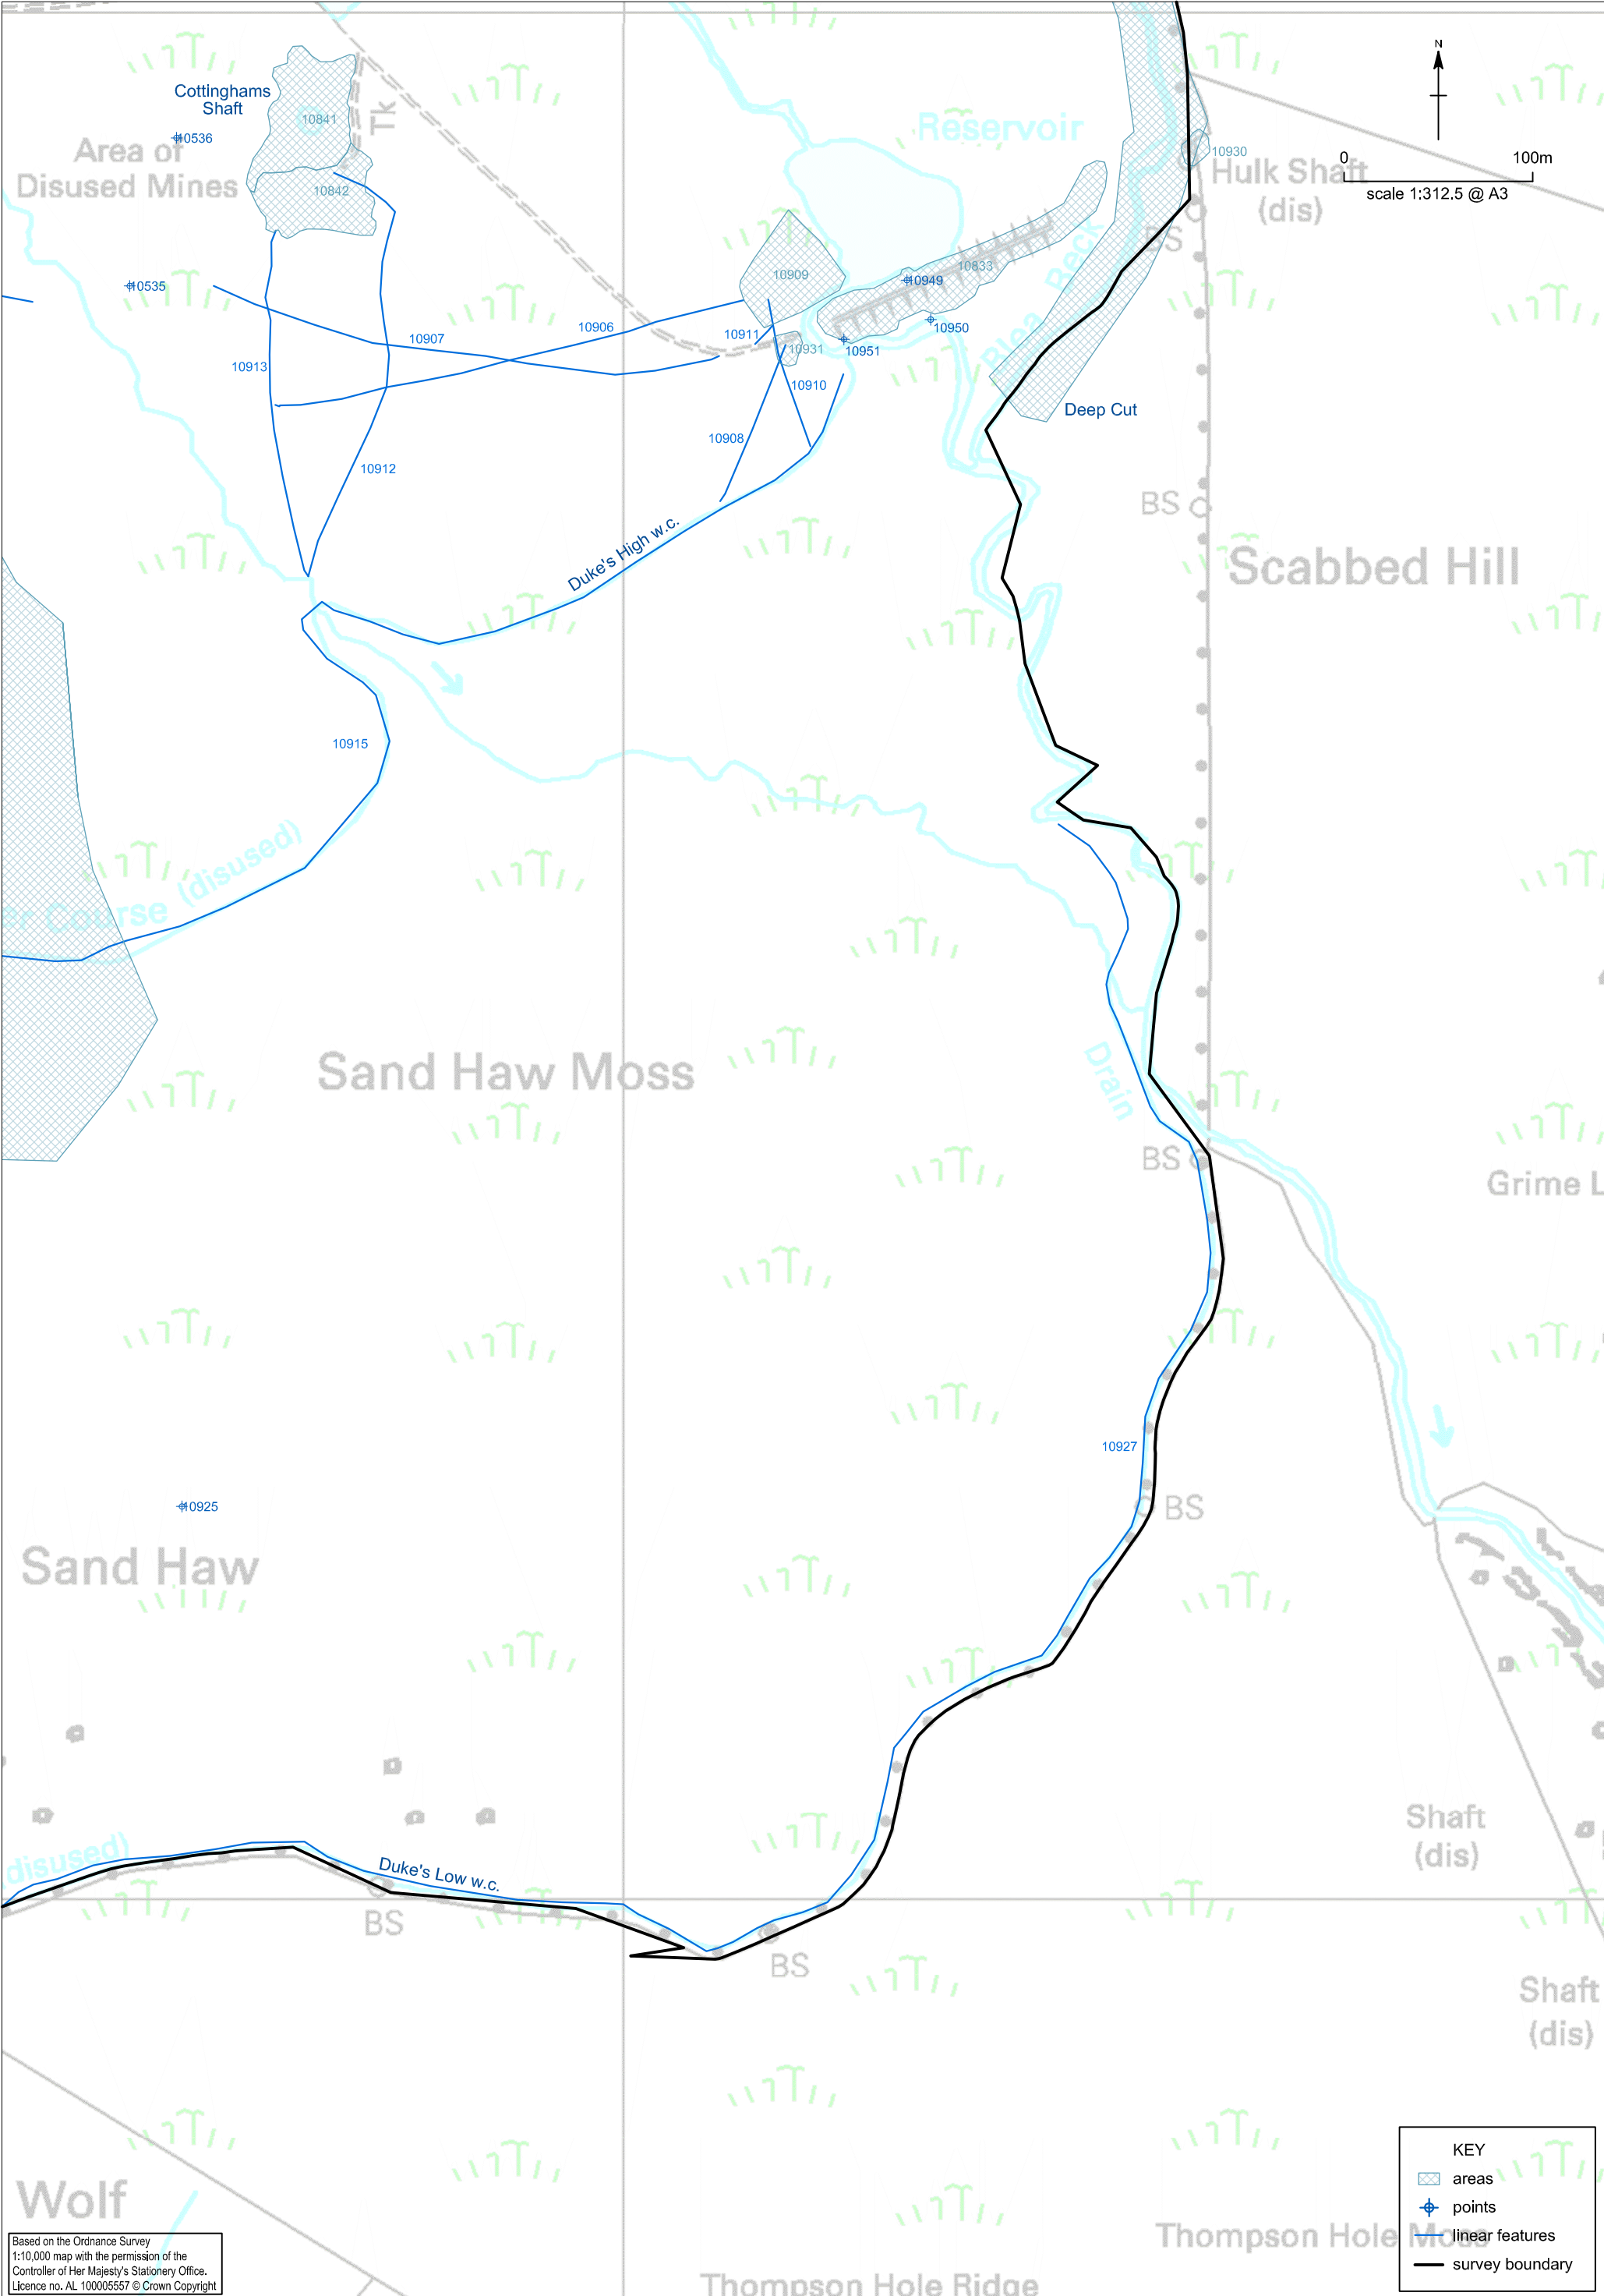 N
0 100m
scale 1:312.5 @ A3
Cottinghams
Shaft
10841
Tk
10536
Area of
Disused Mines
10842
Reservoir
10930
Hulk Shaft
(dis)
BS
Beck
10535
10909
10949
10833
10906
10907
10911
10931
10950
10951
10913
10910
Deep Cut
10908
10912
BS
Duke's High w.c.
Scabbed Hill
10915
er Course (disused)
Sand Haw Moss
Drain
BS
Grime L
10927
10925
BS
Sand Haw
Shaft
(dis)
disused)
Duke's Low w.c.
BS
BS
Shaft
(dis)
Wolf
KEY
areas
points
linear features
survey boundary
Thompson Hole Moss
Thompson Hole Ridge
Based on the Ordnance Survey
1:10,000 map with the permission of the
Controller of Her Majesty's Stationery Office.
Licence no. AL 100005557 © Crown Copyright